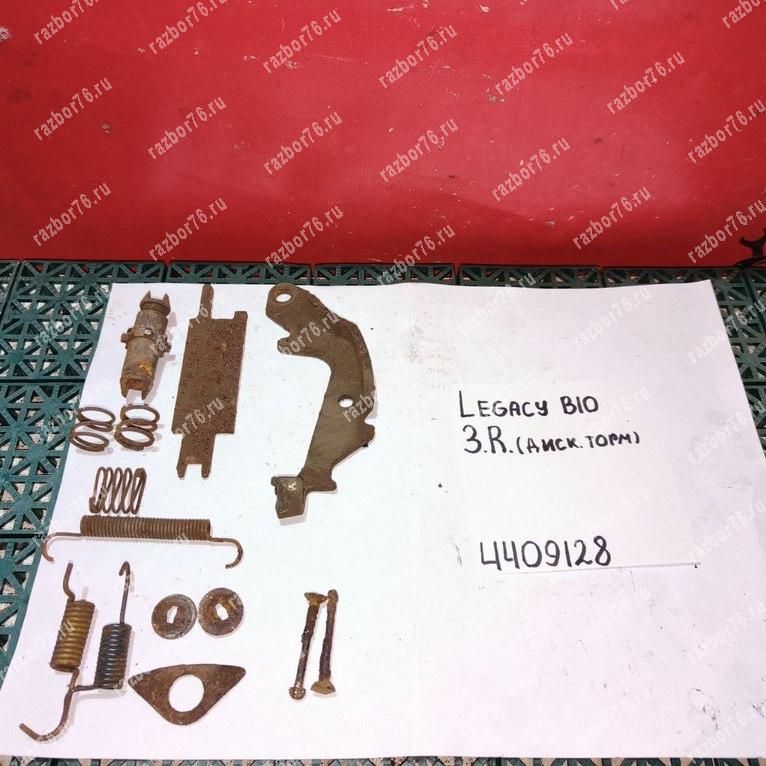 LEGACY B10
З.R. (ДИСК. ТОРМ)
4409128
razbor76.ru